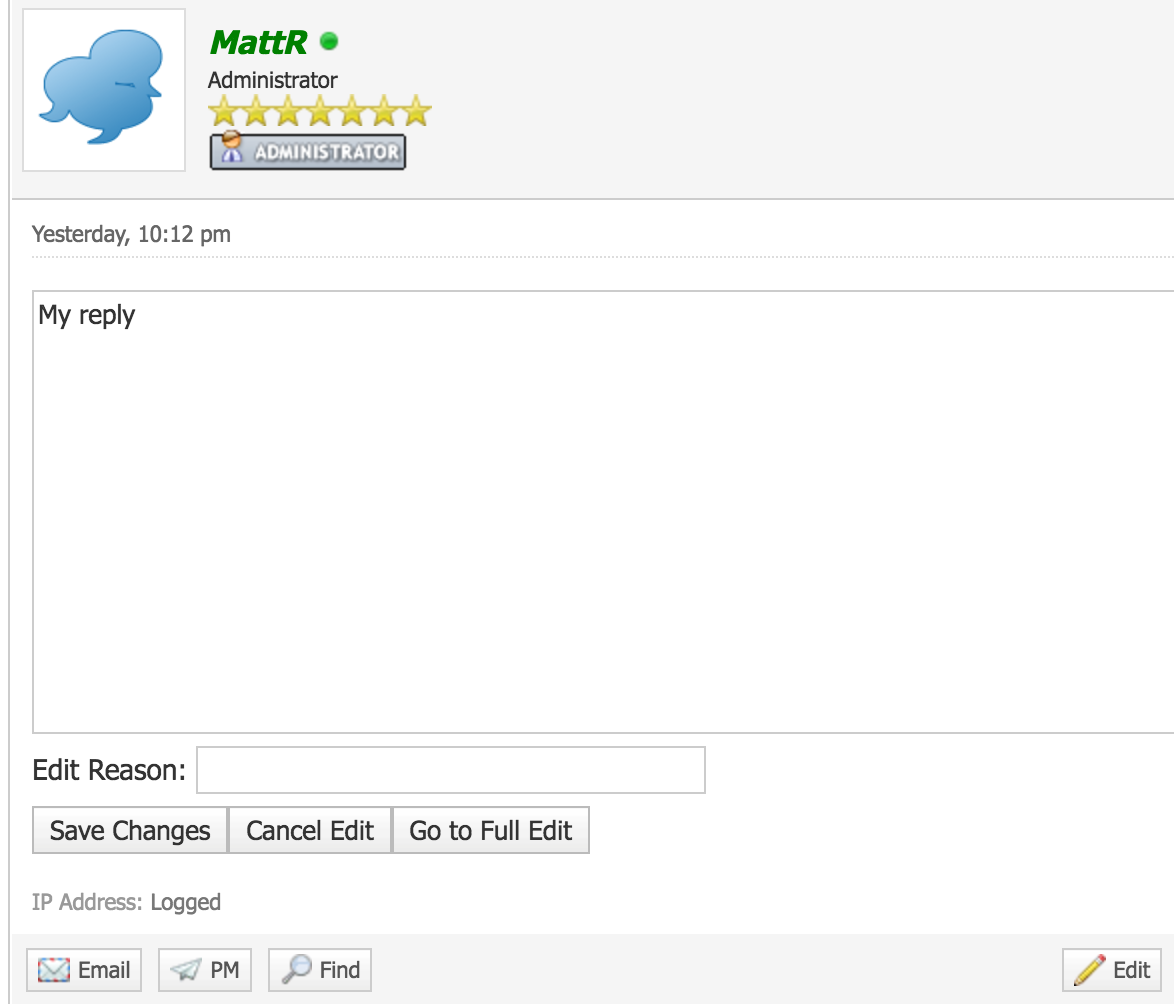 MattR
Administrator
ADMINISTRATOR
Yesterday, 10:12 pm
My reply
Edit Reason:
Save Changes Cancel Edit Go to Full Edit
IP Address: Logged
Email PM Find Edit